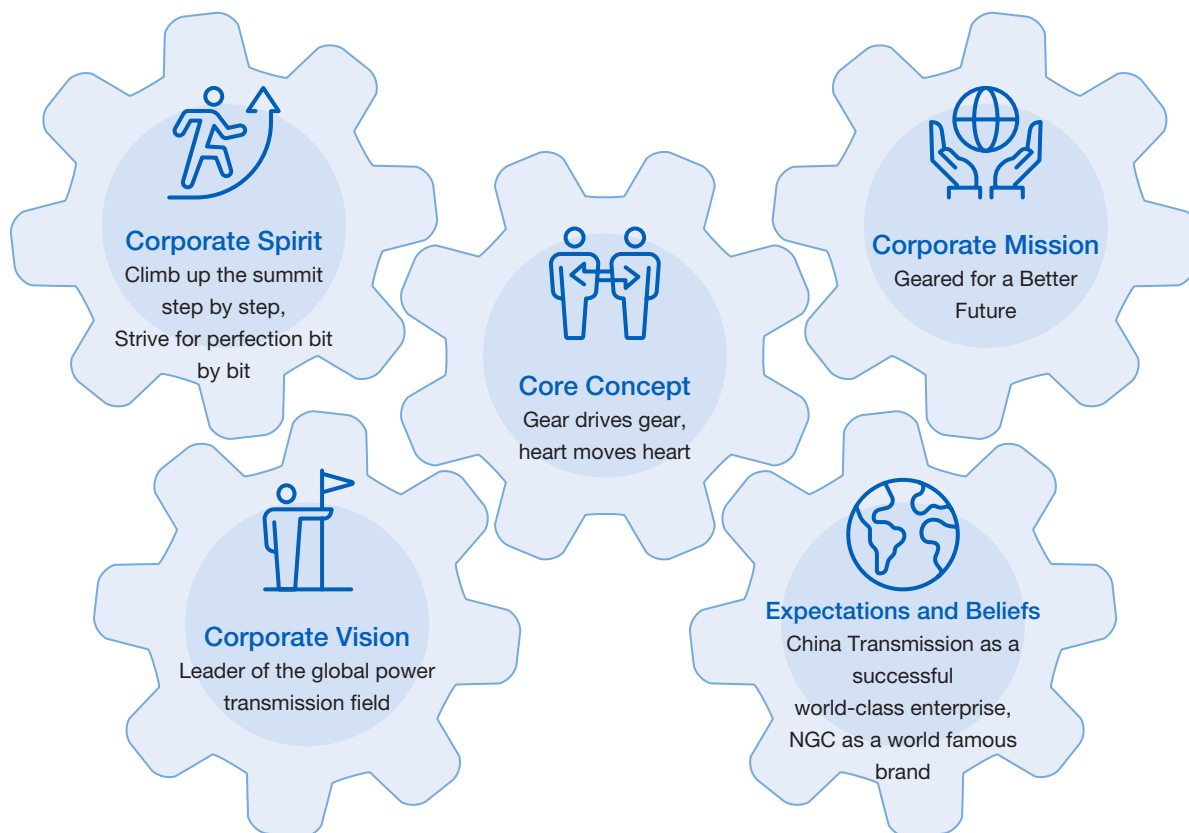 Corporate Spirit
Climb up the summit
step by step,
Strive for perfection bit
by bit
Corporate Mission
Geared for a Better
Future
Core Concept
Gear drives gear,
heart moves heart
Corporate Vision
Leader of the global power
transmission field
Expectations and Beliefs
China Transmission as a
successful
world-class enterprise,
NGC as a world famous
brand